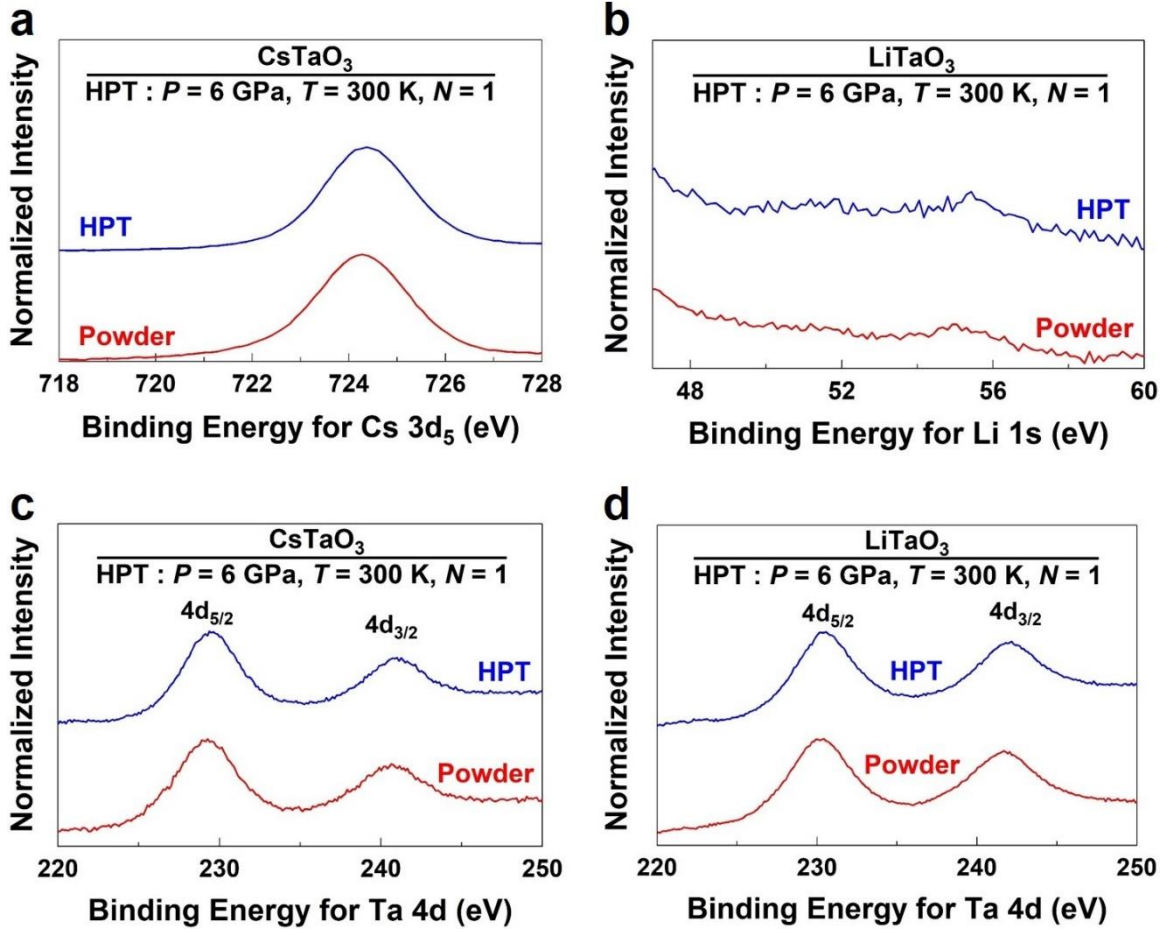 a
CsTaO₃
HPT : P = 6 GPa, T = 300 K, N = 1
HPT
Powder
Normalized Intensity
718 720 722 724 726 728
Binding Energy for Cs 3d₅ (eV)
b
LiTaO₃
HPT : P = 6 GPa, T = 300 K, N = 1
HPT
Powder
Normalized Intensity
48 52 56 60
Binding Energy for Li 1s (eV)
c
CsTaO₃
HPT : P = 6 GPa, T = 300 K, N = 1
4d₅/₂ 4d₃/₂
HPT
Powder
Normalized Intensity
220 230 240 250
Binding Energy for Ta 4d (eV)
d
LiTaO₃
HPT : P = 6 GPa, T = 300 K, N = 1
4d₅/₂ 4d₃/₂
HPT
Powder
Normalized Intensity
220 230 240 250
Binding Energy for Ta 4d (eV)